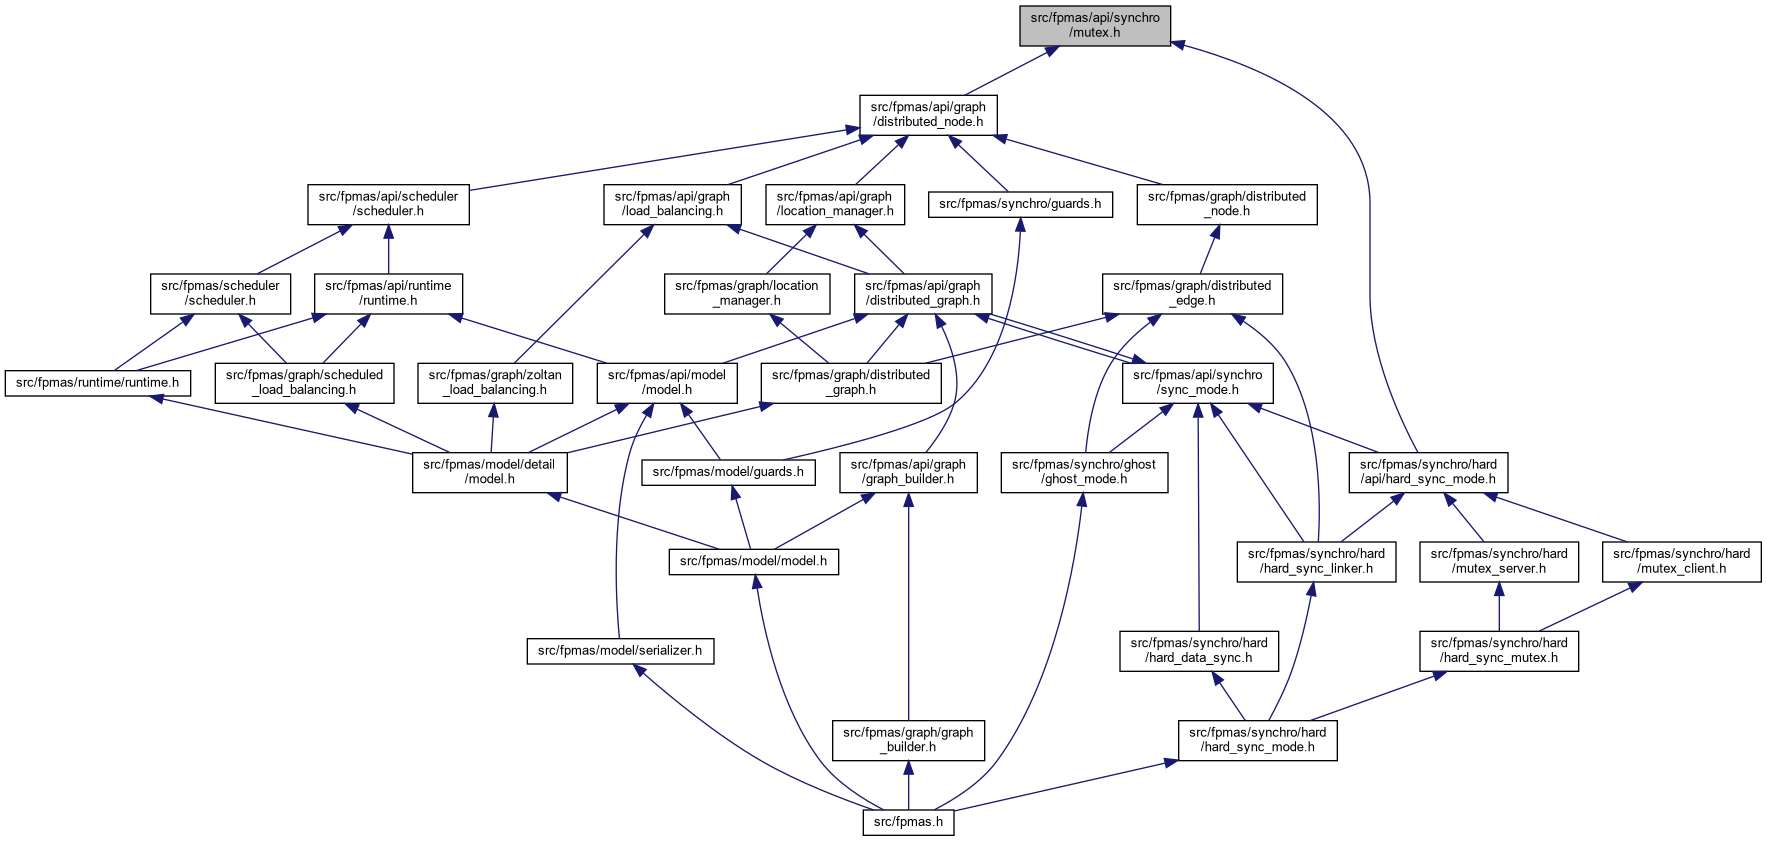 src/fpmas/api/synchro
/mutex.h
src/fpmas/api/graph
/distributed_node.h
src/fpmas/api/scheduler
/scheduler.h
src/fpmas/api/graph
/load_balancing.h
src/fpmas/api/graph
/location_manager.h
src/fpmas/synchro/guards.h
src/fpmas/graph/distributed
_node.h
src/fpmas/scheduler
/scheduler.h
src/fpmas/api/runtime
/runtime.h
src/fpmas/graph/location
_manager.h
src/fpmas/api/graph
/distributed_graph.h
src/fpmas/graph/distributed
_edge.h
src/fpmas/runtime/runtime.h
src/fpmas/graph/scheduled
_load_balancing.h
src/fpmas/graph/zoltan
_load_balancing.h
src/fpmas/api/model
/model.h
src/fpmas/graph/distributed
_graph.h
src/fpmas/api/synchro
/sync_mode.h
src/fpmas/model/detail
/model.h
src/fpmas/model/guards.h
src/fpmas/api/graph
/graph_builder.h
src/fpmas/synchro/ghost
/ghost_mode.h
src/fpmas/synchro/hard
/api/hard_sync_mode.h
src/fpmas/model/model.h
src/fpmas/synchro/hard
/hard_sync_linker.h
src/fpmas/synchro/hard
/mutex_server.h
src/fpmas/synchro/hard
/mutex_client.h
src/fpmas/model/serializer.h
src/fpmas/synchro/hard
/hard_data_sync.h
src/fpmas/synchro/hard
/hard_sync_mutex.h
src/fpmas/graph/graph
_builder.h
src/fpmas/synchro/hard
/hard_sync_mode.h
src/fpmas.h